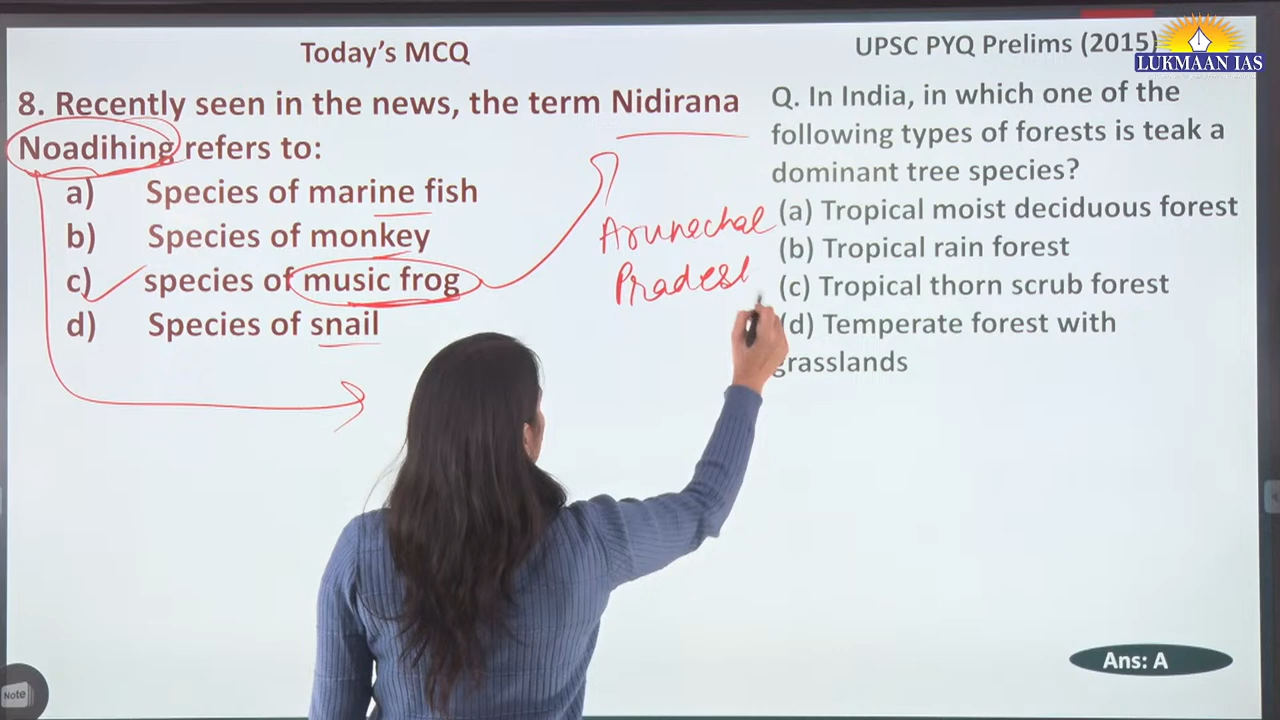 Today's MCQ
8. Recently seen in the news, the term Nidirana
Noadihing refers to:
a) Species of marine fish
b) Species of monkey
c) species of music frog
d) Species of snail
Arunachal
Pradesh
UPSC PYQ Prelims (2015)
LUKMAAN IAS
Q. In India, in which one of the
following types of forests is teak a
dominant tree species?
(a) Tropical moist deciduous forest
(b) Tropical rain forest
(c) Tropical thorn scrub forest
(d) Temperate forest with
grasslands
Ans: A
Note